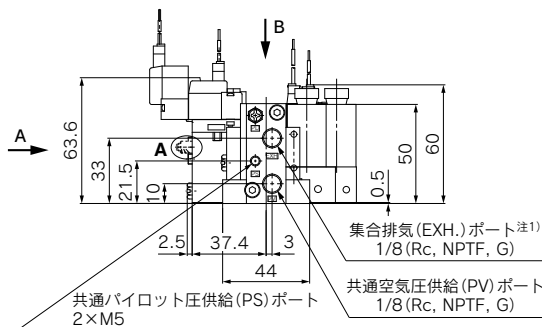 B
A
A
63.6
33
21.5
10
0.5
50
60
2.5
37.4
3
44
集合排気(EXH.)ポート注1)
1/8(Rc, NPTF, G)
共通空気圧供給(PV)ポート
1/8(Rc, NPTF, G)
共通パイロット圧供給(PS)ポート
2×M5